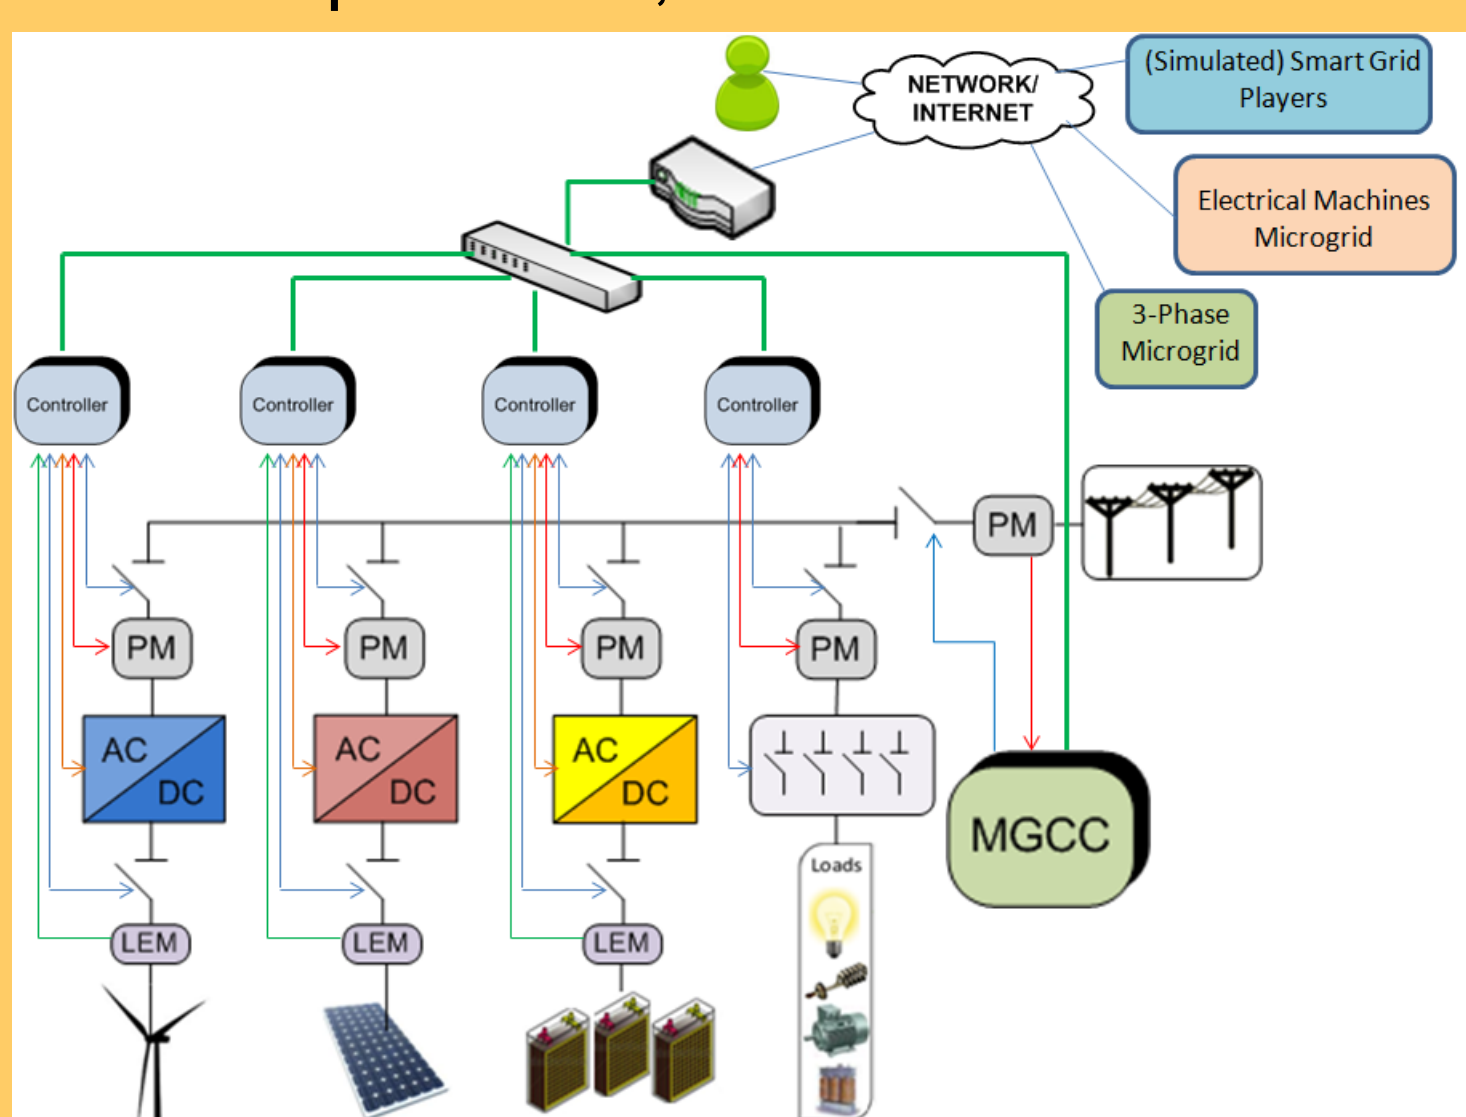 NETWORK/
INTERNET
(Simulated) Smart Grid
Players
Electrical Machines
Microgrid
3-Phase
Microgrid
Controller
Controller
Controller
Controller
PM
PM
PM
PM
PM
AC
DC
AC
DC
AC
DC
MGCC
Loads
LEM
LEM
LEM